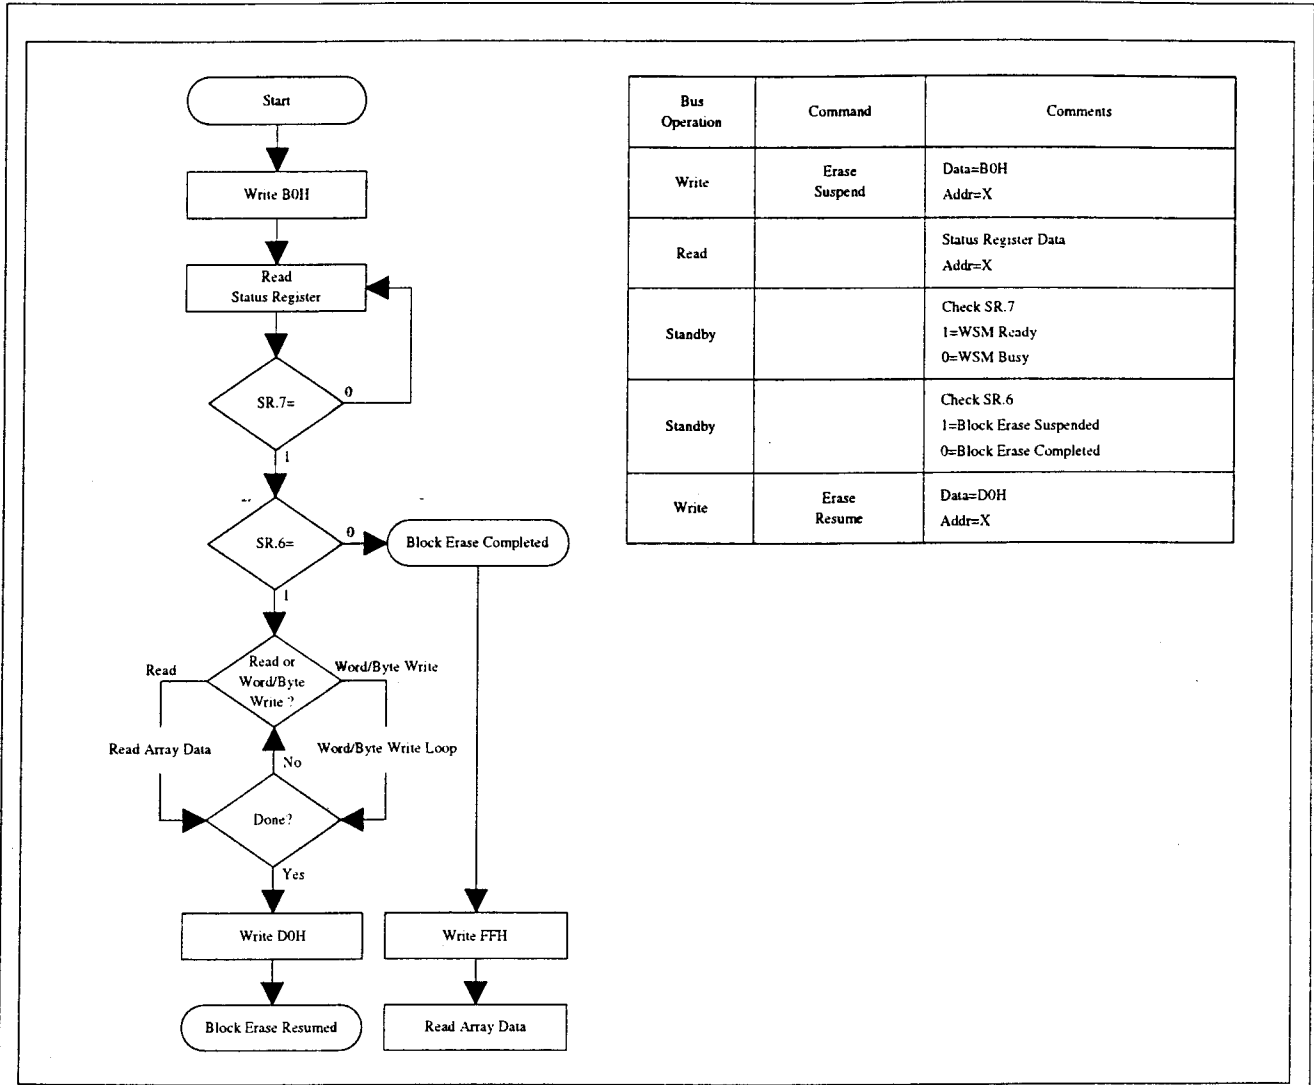 Start
Write B0H
Read
Status Register
SR.7=
0
1
SR.6=
0
Block Erase Completed
1
Read or
Word/Byte
Write ?
Read
Word/Byte Write
Read Array Data
Word/Byte Write Loop
No
Done?
Yes
Write D0H
Write FFH
Block Erase Resumed
Read Array Data
Bus
Operation
Command
Comments
Write
Erase
Suspend
Data=B0H
Addr=X
Read
Status Register Data
Addr=X
Standby
Check SR.7
1=WSM Ready
0=WSM Busy
Standby
Check SR.6
1=Block Erase Suspended
0=Block Erase Completed
Write
Erase
Resume
Data=D0H
Addr=X